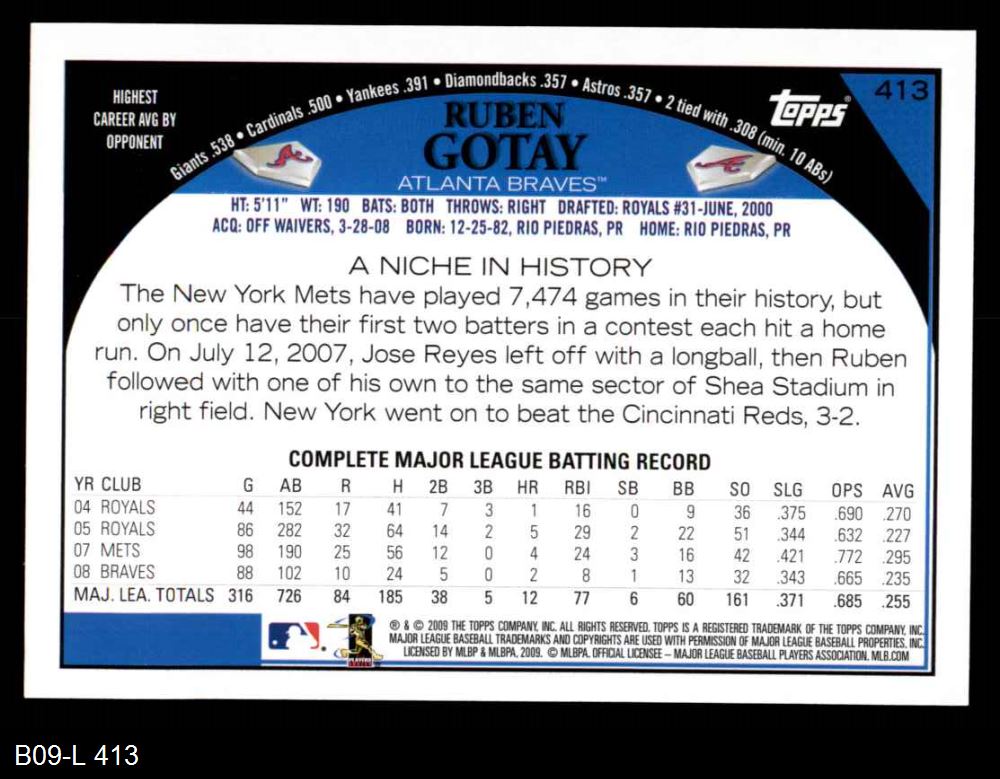 HIGHEST
CAREER AVG BY
OPPONENT
Giants .538 • Cardinals .500 • Yankees .391 • Diamondbacks .357 • Astros .357 • 2 tied with .308 (min. 10 ABs)
topps®
413
RUBEN
GOTAY
ATLANTA BRAVES™
HT: 5'11" WT: 190 BATS: BOTH THROWS: RIGHT DRAFTED: ROYALS #31-JUNE, 2000
ACQ: OFF WAIVERS, 3-28-08 BORN: 12-25-82, RIO PIEDRAS, PR HOME: RIO PIEDRAS, PR
A NICHE IN HISTORY
The New York Mets have played 7,474 games in their history, but
only once have their first two batters in a contest each hit a home
run. On July 12, 2007, Jose Reyes left off with a longball, then Ruben
followed with one of his own to the same sector of Shea Stadium in
right field. New York went on to beat the Cincinnati Reds, 3-2.
COMPLETE MAJOR LEAGUE BATTING RECORD
YR CLUB G AB R H 2B 3B HR RBI SB BB SO SLG OPS AVG
04 ROYALS 44 152 17 41 7 3 1 16 0 9 36 .375 .690 .270
05 ROYALS 86 282 32 64 14 2 5 29 2 22 51 .344 .632 .227
07 METS 98 190 25 56 12 0 4 24 3 16 42 .421 .772 .295
08 BRAVES 88 102 10 24 5 0 2 8 1 13 32 .343 .665 .235
MAJ. LEA. TOTALS 316 726 84 185 38 5 12 77 6 60 161 .371 .685 .255
® & © 2009 THE TOPPS COMPANY, INC. ALL RIGHTS RESERVED. TOPPS IS A REGISTERED TRADEMARK OF THE TOPPS COMPANY, INC.
MAJOR LEAGUE BASEBALL TRADEMARKS AND COPYRIGHTS ARE USED WITH PERMISSION OF MAJOR LEAGUE BASEBALL PROPERTIES, INC.
LICENSED BY MLBP & MLBPA, 2009. © MLBPA. OFFICIAL LICENSEE – MAJOR LEAGUE BASEBALL PLAYERS ASSOCIATION. MLB.COM
B09-L 413